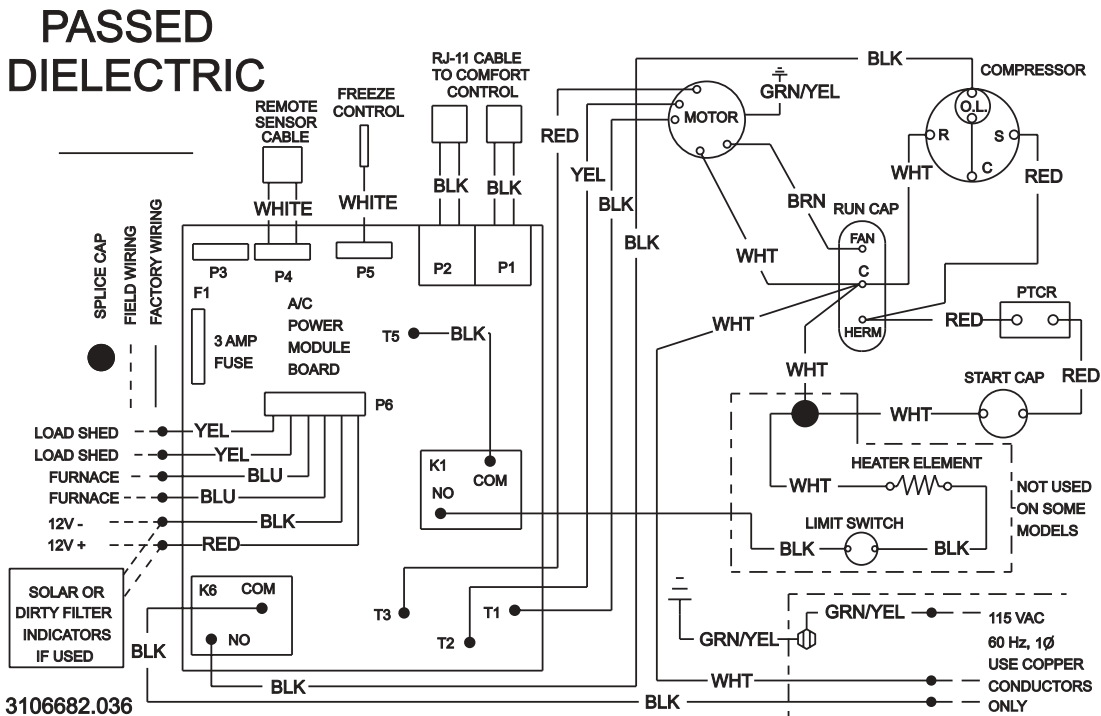 PASSED
DIELECTRIC
REMOTE
SENSOR
CABLE
FREEZE
CONTROL
RJ-11 CABLE
TO COMFORT
CONTROL
BLK
COMPRESSOR
GRN/YEL
MOTOR
O.L.
R
S
C
RED
YEL
BLK
BLK
WHT
RED
WHITE
WHITE
BLK
BLK
BRN
RUN CAP
FAN
C
HERM
WHT
SPLICE CAP
FIELD WIRING
FACTORY WIRING
P3
P4
P5
P2
P1
F1
3 AMP
FUSE
A/C
POWER
MODULE
BOARD
T5
BLK
WHT
RED
PTCR
WHT
START CAP
RED
P6
WHT
LOAD SHED
YEL
LOAD SHED
YEL
FURNACE
BLU
FURNACE
BLU
12V -
BLK
12V +
RED
K1
COM
NO
HEATER ELEMENT
WHT
NOT USED
ON SOME
MODELS
LIMIT SWITCH
BLK
BLK
SOLAR OR
DIRTY FILTER
INDICATORS
IF USED
K6
COM
NO
T3
T1
T2
GRN/YEL
GRN/YEL
115 VAC
60 Hz, 1Ø
USE COPPER
CONDUCTORS
ONLY
BLK
BLK
WHT
BLK
3106682.036